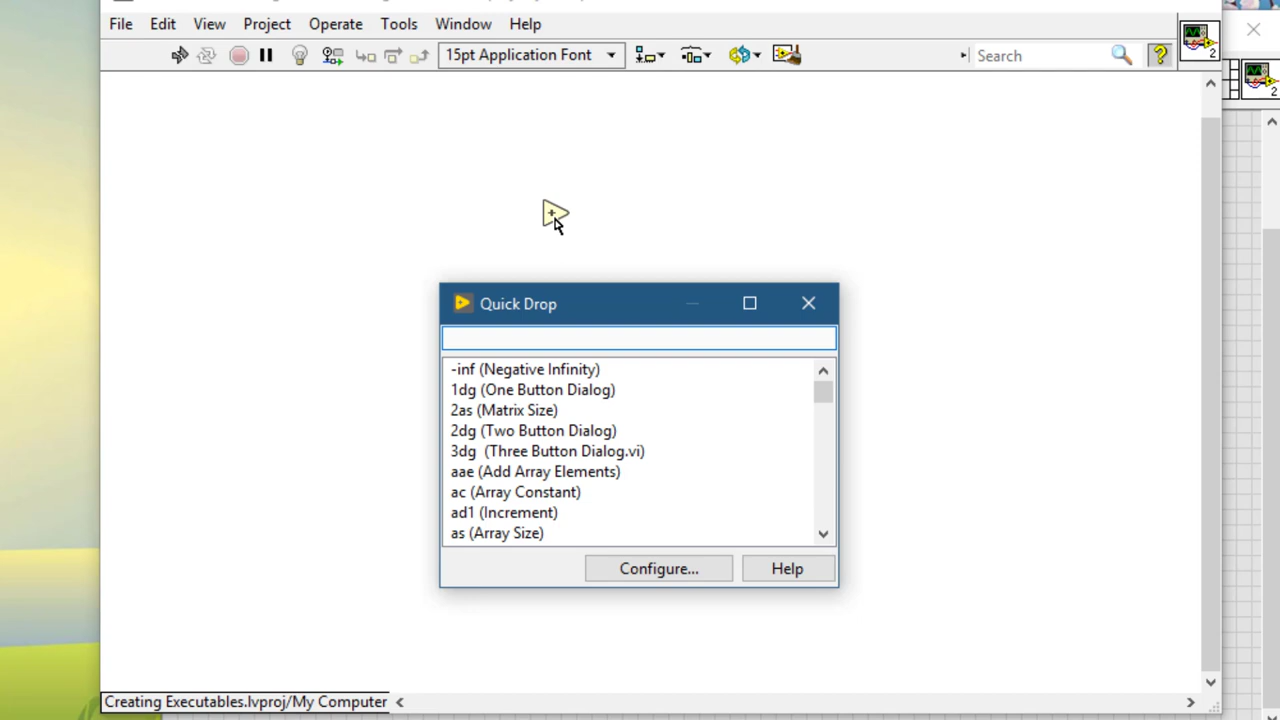 File Edit View Project Operate Tools Window Help
15pt Application Font
Search
?
2
2
Quick Drop
-inf (Negative Infinity)
1dg (One Button Dialog)
2as (Matrix Size)
2dg (Two Button Dialog)
3dg (Three Button Dialog.vi)
aae (Add Array Elements)
ac (Array Constant)
ad1 (Increment)
as (Array Size)
Configure... Help
Creating Executables.lvproj/My Computer